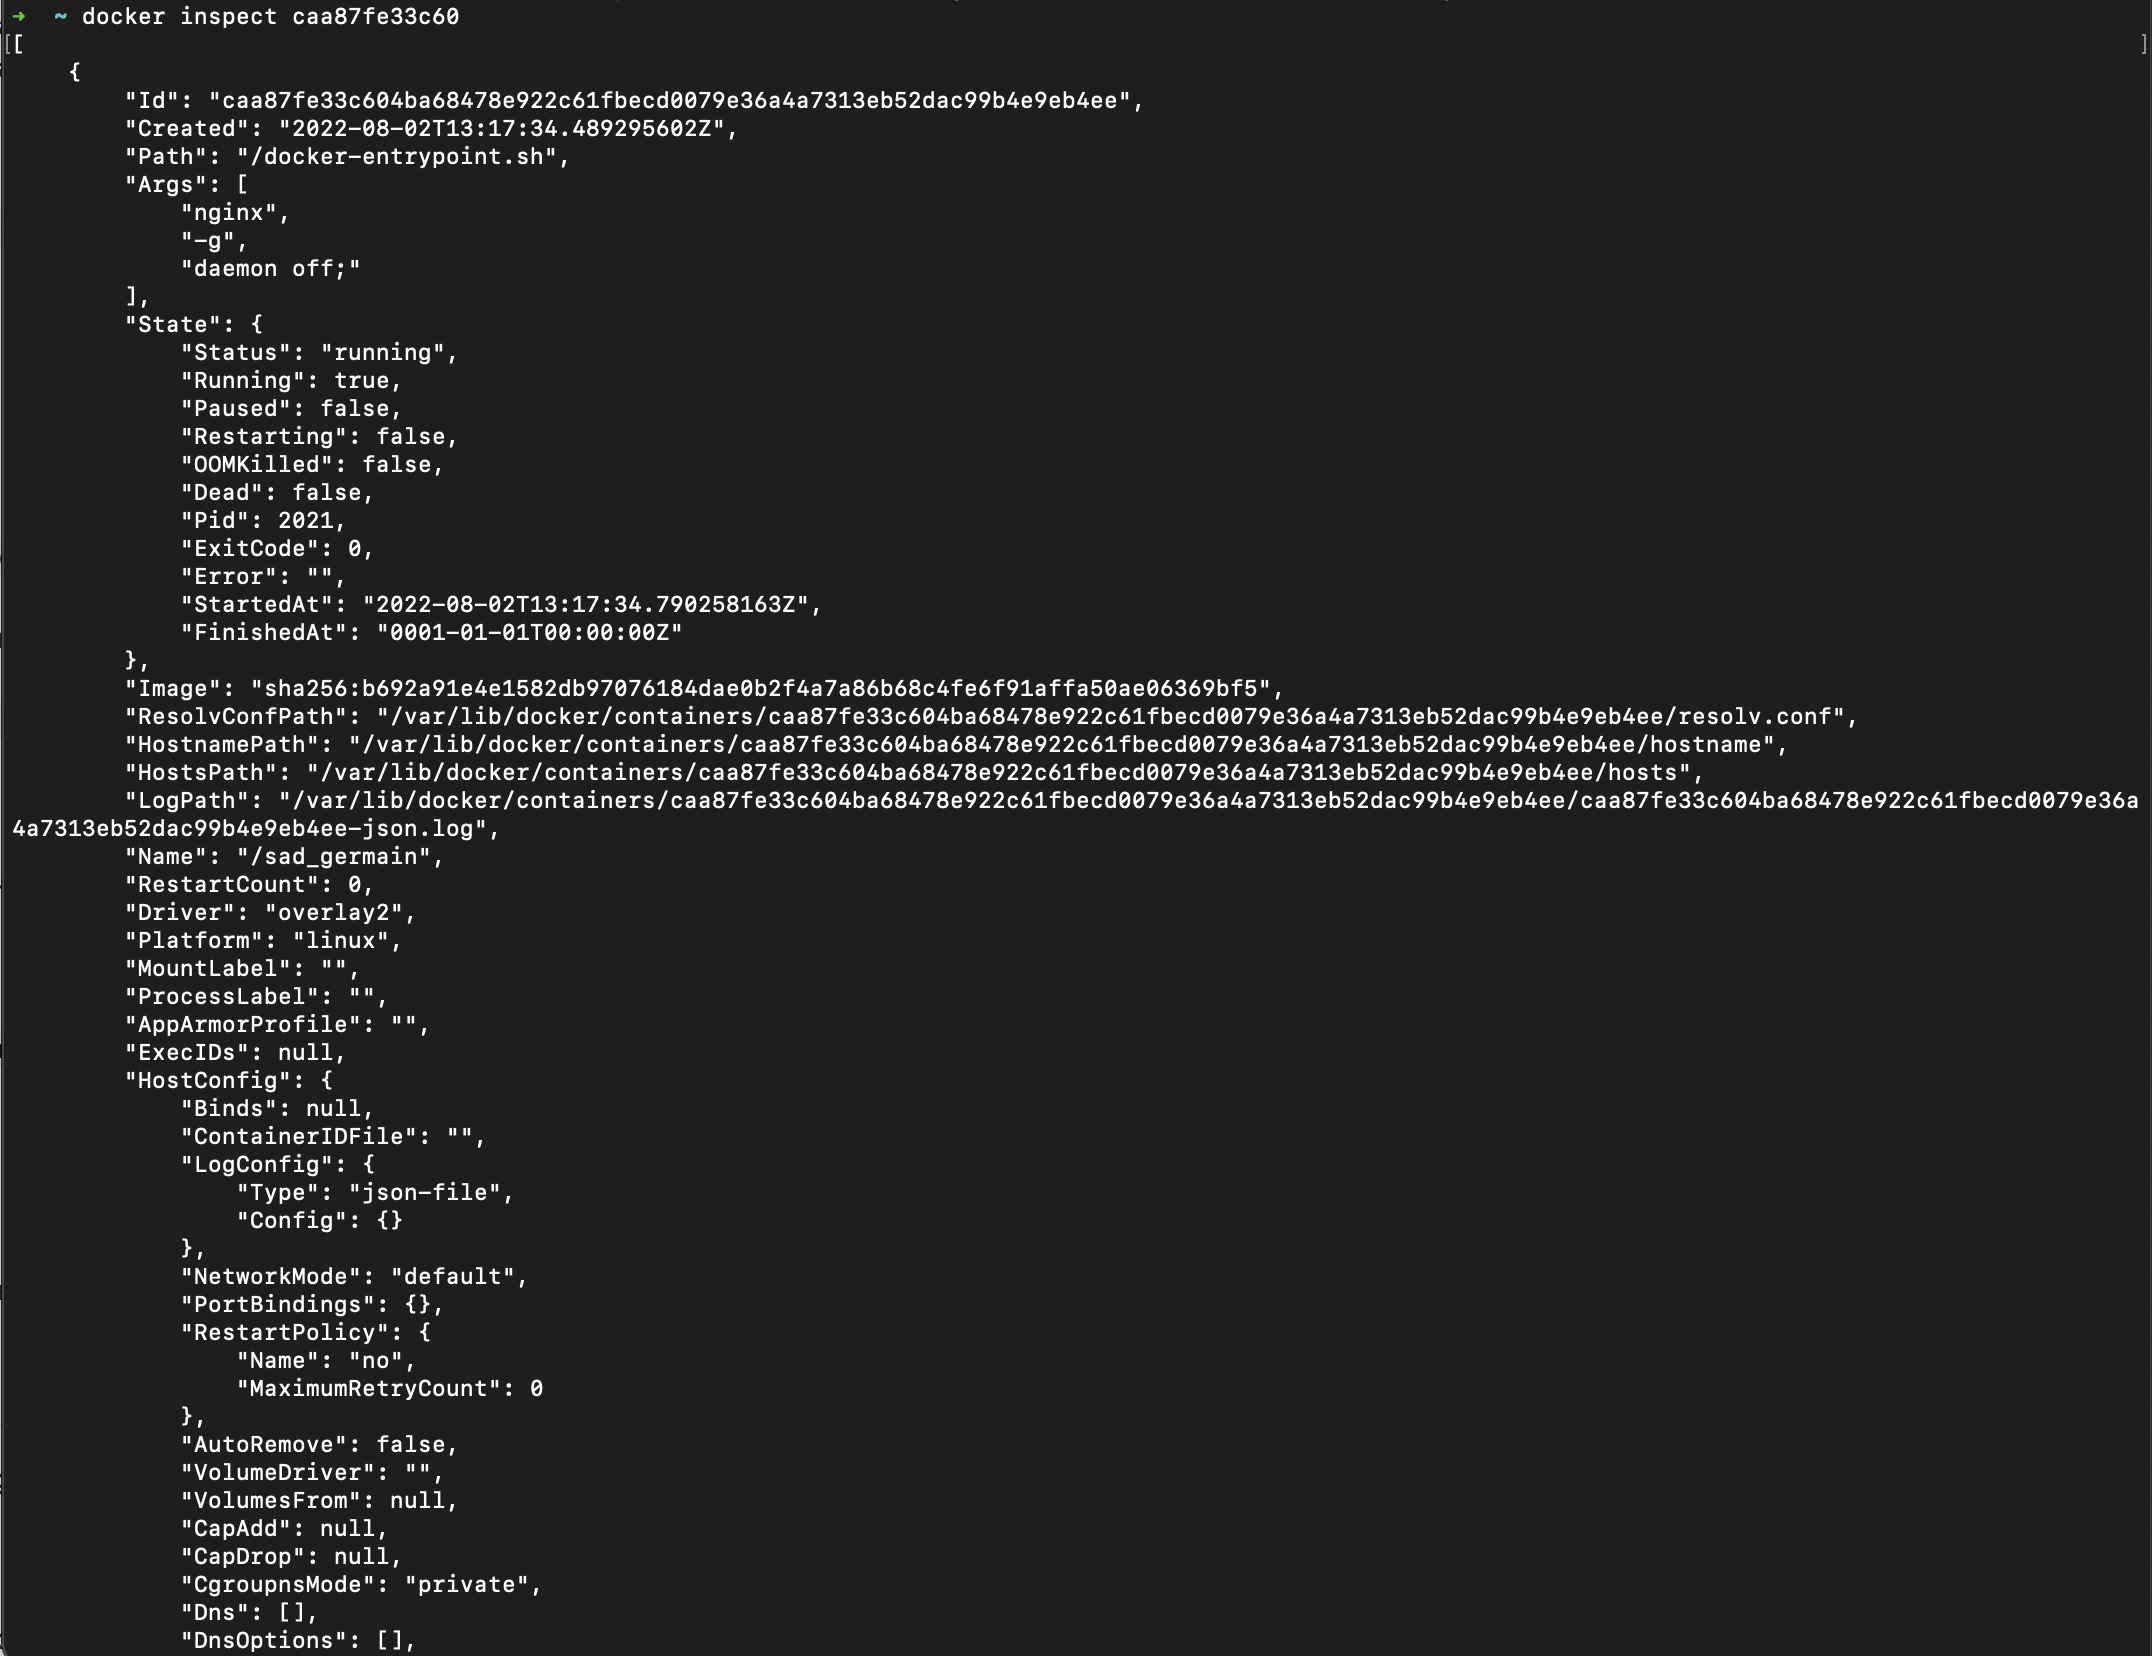 ➜  ~ docker inspect caa87fe33c60
[[                                                                                                                                                      ]
    {
        "Id": "caa87fe33c604ba68478e922c61fbecd0079e36a4a7313eb52dac99b4e9eb4ee",
        "Created": "2022-08-02T13:17:34.489295602Z",
        "Path": "/docker-entrypoint.sh",
        "Args": [
            "nginx",
            "-g",
            "daemon off;"
        ],
        "State": {
            "Status": "running",
            "Running": true,
            "Paused": false,
            "Restarting": false,
            "OOMKilled": false,
            "Dead": false,
            "Pid": 2021,
            "ExitCode": 0,
            "Error": "",
            "StartedAt": "2022-08-02T13:17:34.790258163Z",
            "FinishedAt": "0001-01-01T00:00:00Z"
        },
        "Image": "sha256:b692a91e4e1582db97076184dae0b2f4a7a86b68c4fe6f91affa50ae06369bf5",
        "ResolvConfPath": "/var/lib/docker/containers/caa87fe33c604ba68478e922c61fbecd0079e36a4a7313eb52dac99b4e9eb4ee/resolv.conf",
        "HostnamePath": "/var/lib/docker/containers/caa87fe33c604ba68478e922c61fbecd0079e36a4a7313eb52dac99b4e9eb4ee/hostname",
        "HostsPath": "/var/lib/docker/containers/caa87fe33c604ba68478e922c61fbecd0079e36a4a7313eb52dac99b4e9eb4ee/hosts",
        "LogPath": "/var/lib/docker/containers/caa87fe33c604ba68478e922c61fbecd0079e36a4a7313eb52dac99b4e9eb4ee/caa87fe33c604ba68478e922c61fbecd0079e36a
4a7313eb52dac99b4e9eb4ee-json.log",
        "Name": "/sad_germain",
        "RestartCount": 0,
        "Driver": "overlay2",
        "Platform": "linux",
        "MountLabel": "",
        "ProcessLabel": "",
        "AppArmorProfile": "",
        "ExecIDs": null,
        "HostConfig": {
            "Binds": null,
            "ContainerIDFile": "",
            "LogConfig": {
                "Type": "json-file",
                "Config": {}
            },
            "NetworkMode": "default",
            "PortBindings": {},
            "RestartPolicy": {
                "Name": "no",
                "MaximumRetryCount": 0
            },
            "AutoRemove": false,
            "VolumeDriver": "",
            "VolumesFrom": null,
            "CapAdd": null,
            "CapDrop": null,
            "CgroupnsMode": "private",
            "Dns": [],
            "DnsOptions": [],